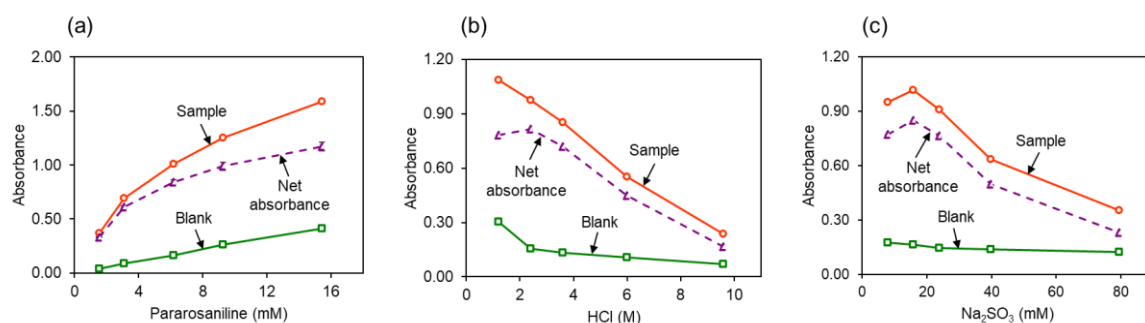 (a)
2.00
1.50
1.00
0.50
0.00
Absorbance
Sample
Net
absorbance
Blank
0
4
8
12
16
Pararosaniline (mM)
(b)
1.20
0.90
0.60
0.30
0.00
Absorbance
Sample
Net
absorbance
Blank
0
2
4
6
8
10
HCl (M)
(c)
1.20
0.90
0.60
0.30
0.00
Absorbance
Sample
Net
absorbance
Blank
0
20
40
60
80
Na₂SO₃ (mM)